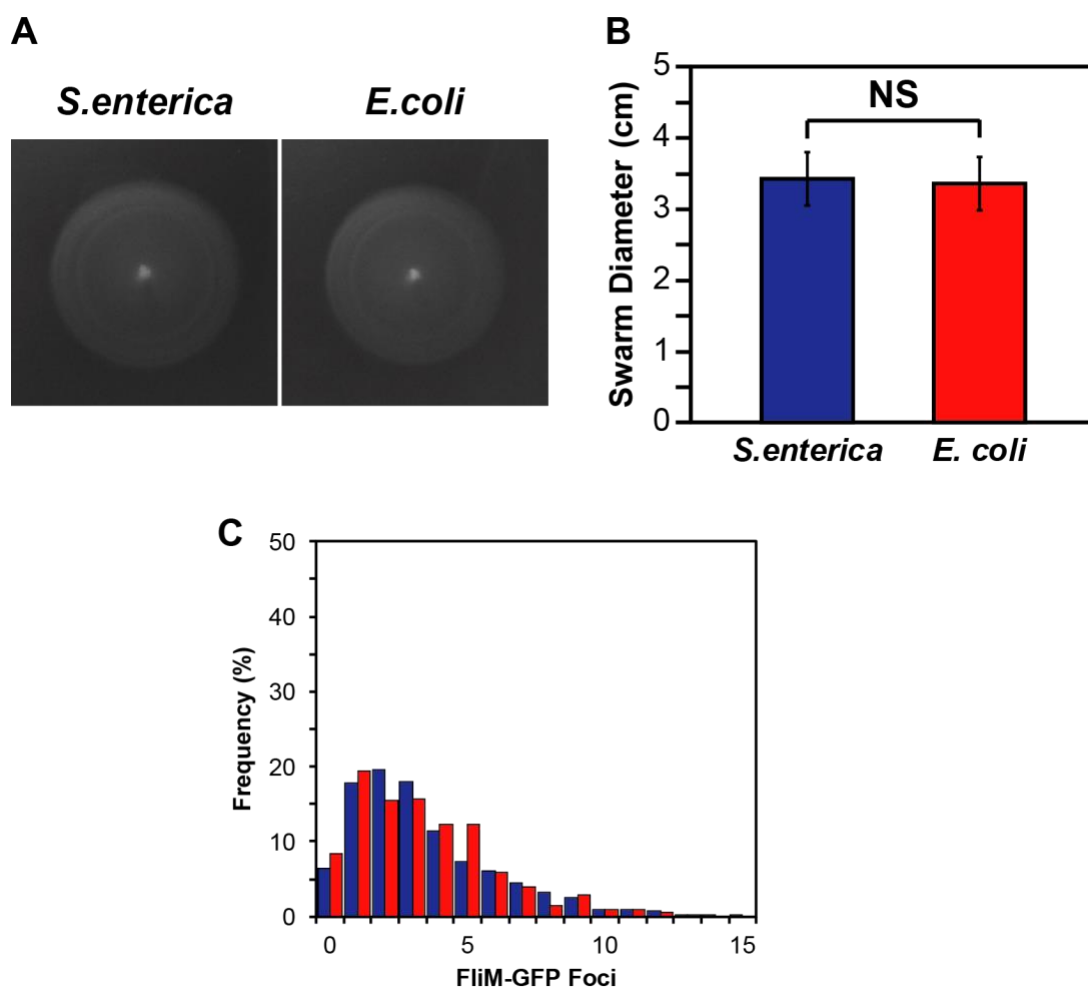 A
S.enterica
E.coli
B
5
4
3
2
1
0
Swarm Diameter (cm)
NS
S.enterica
E. coli
C
50
40
30
20
10
0
Frequency (%)
0
5
10
15
FliM-GFP Foci